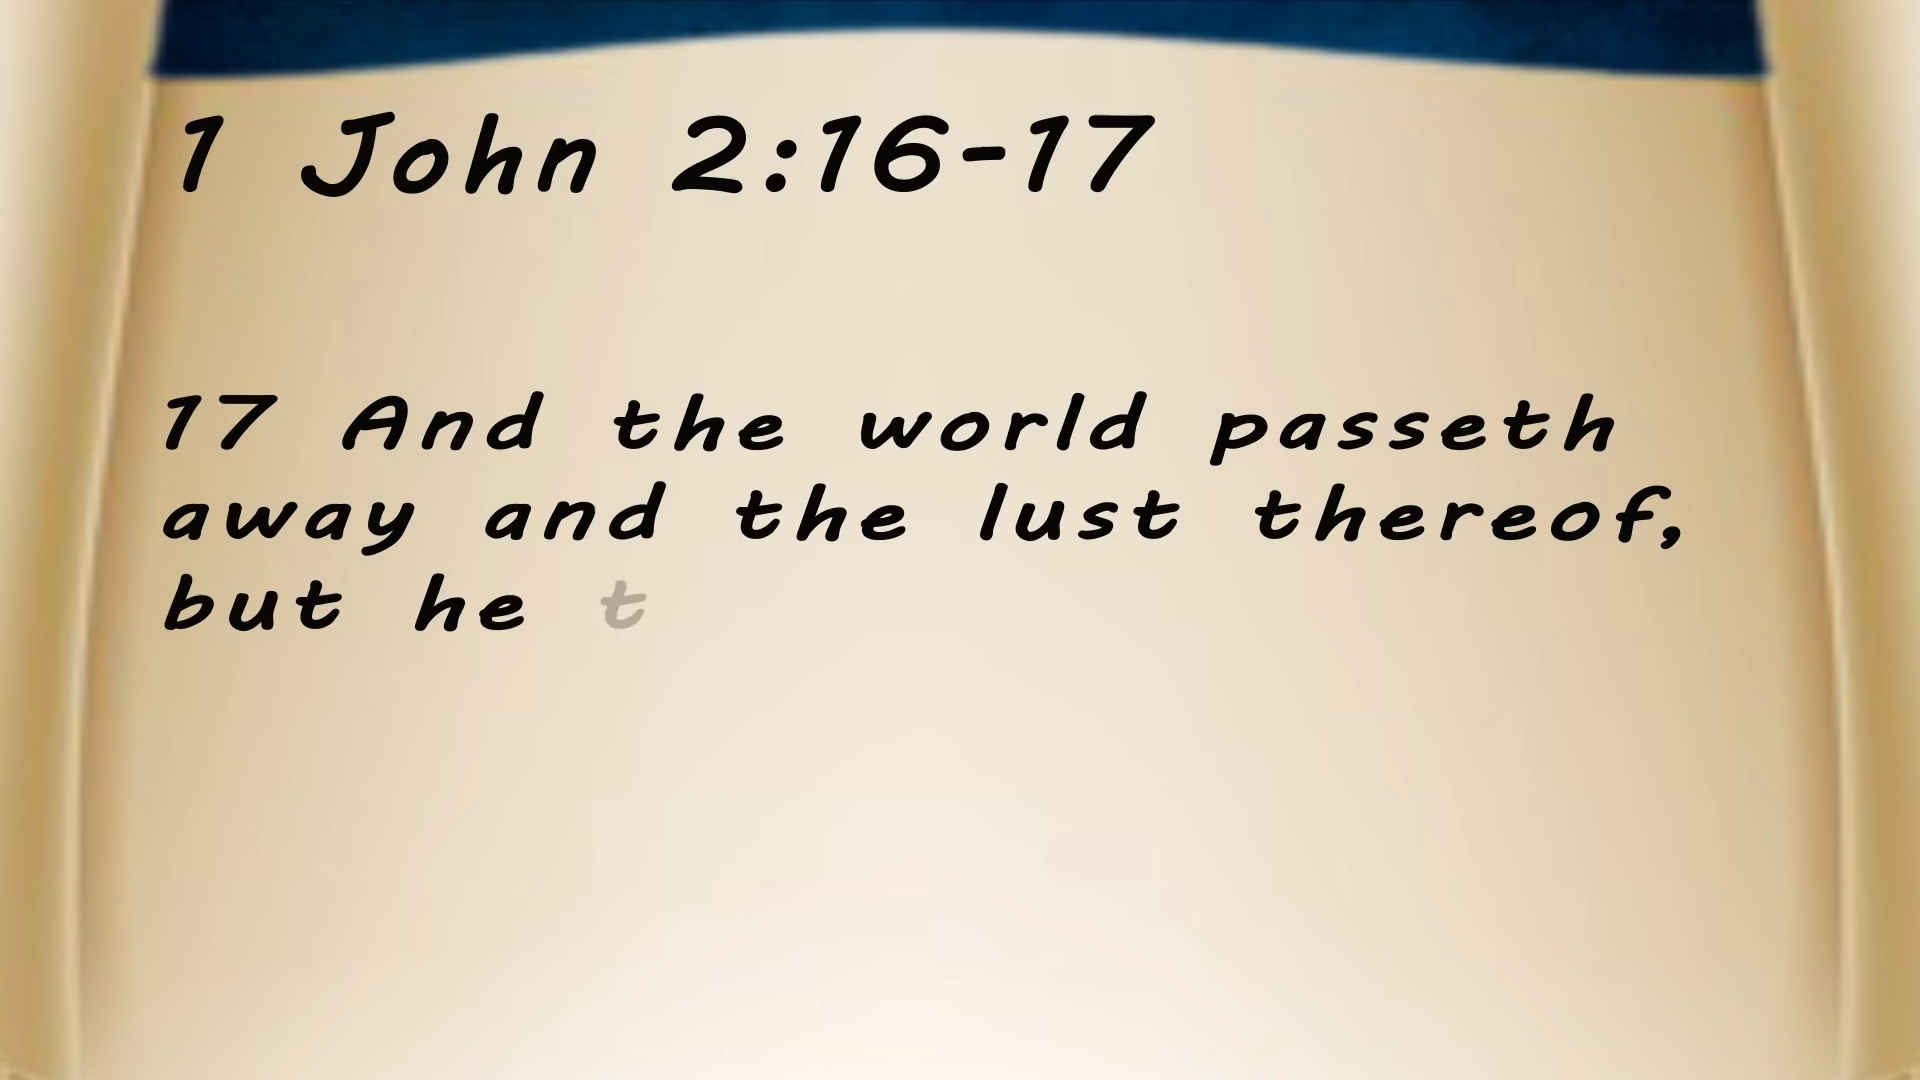 1 John 2:16-17
17 And the world passeth
away and the lust thereof,
but he t